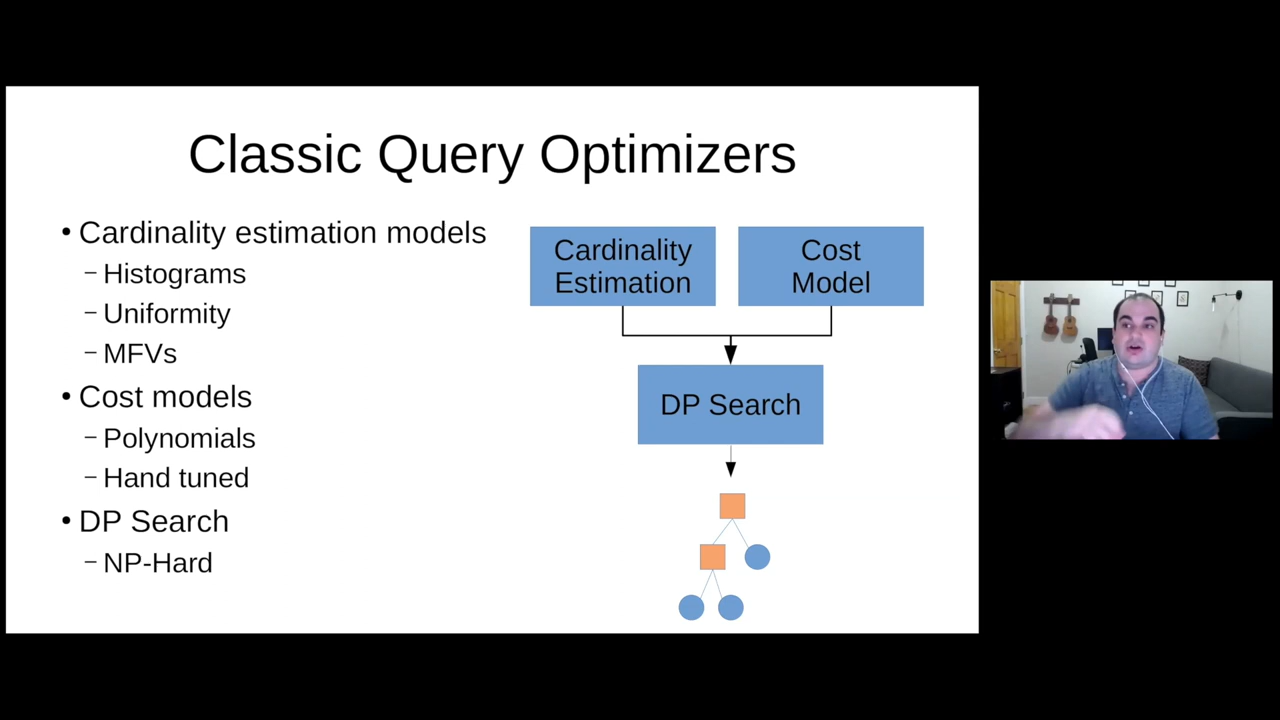 Classic Query Optimizers
• Cardinality estimation models
– Histograms
– Uniformity
– MFVs
• Cost models
– Polynomials
– Hand tuned
• DP Search
– NP-Hard
Cardinality
Estimation
Cost
Model
DP Search